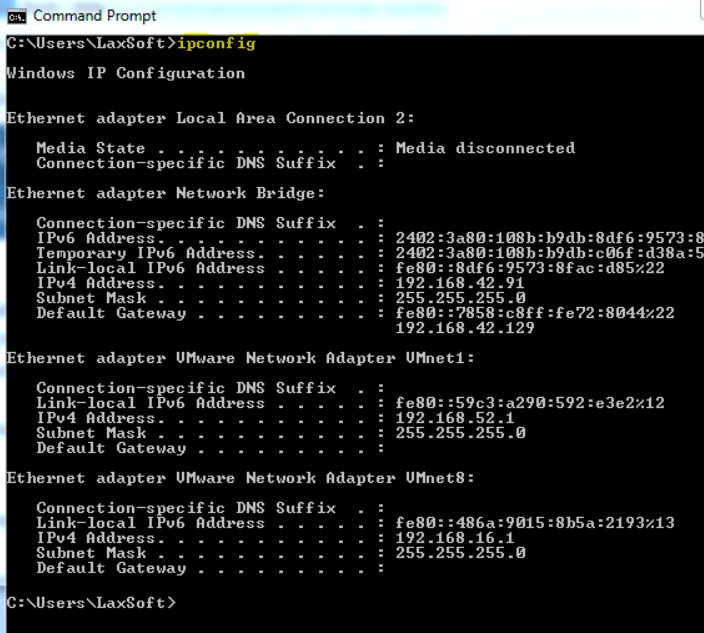 Command Prompt
C:\Users\LaxSoft>ipconfig
Windows IP Configuration
Ethernet adapter Local Area Connection 2:
Media State . . . . . . . . . . . : Media disconnected
Connection-specific DNS Suffix  . :
Ethernet adapter Network Bridge:
Connection-specific DNS Suffix  . :
IPv6 Address. . . . . . . . . . . : 2402:3a80:108b:b9db:8df6:9573:8
Temporary IPv6 Address. . . . . . : 2402:3a80:108b:b9db:c06f:d38a:5
Link-local IPv6 Address . . . . . : fe80::8df6:9573:8fac:d85%22
IPv4 Address. . . . . . . . . . . : 192.168.42.91
Subnet Mask . . . . . . . . . . . : 255.255.255.0
Default Gateway . . . . . . . . . : fe80::7858:c8ff:fe72:8044%22
192.168.42.129
Ethernet adapter VMware Network Adapter VMnet1:
Connection-specific DNS Suffix  . :
Link-local IPv6 Address . . . . . : fe80::59c3:a290:592:e3e2%12
IPv4 Address. . . . . . . . . . . : 192.168.52.1
Subnet Mask . . . . . . . . . . . : 255.255.255.0
Default Gateway . . . . . . . . . :
Ethernet adapter VMware Network Adapter VMnet8:
Connection-specific DNS Suffix  . :
Link-local IPv6 Address . . . . . : fe80::486a:9015:8b5a:2193%13
IPv4 Address. . . . . . . . . . . : 192.168.16.1
Subnet Mask . . . . . . . . . . . : 255.255.255.0
Default Gateway . . . . . . . . . :
C:\Users\LaxSoft>